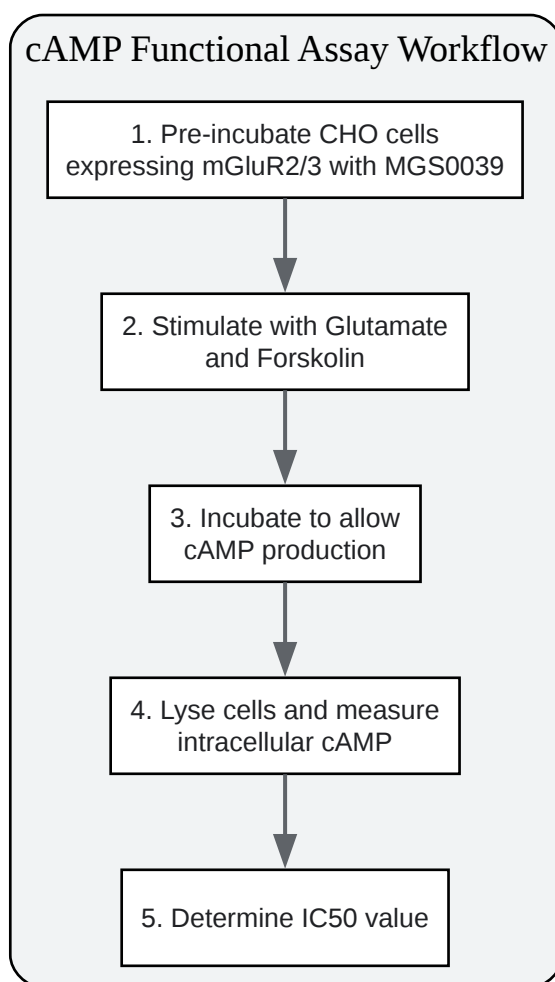 cAMP Functional Assay Workflow
1. Pre-incubate CHO cells
expressing mGluR2/3 with MGS0039
2. Stimulate with Glutamate
and Forskolin
3. Incubate to allow
cAMP production
4. Lyse cells and measure
intracellular cAMP
5. Determine IC50 value